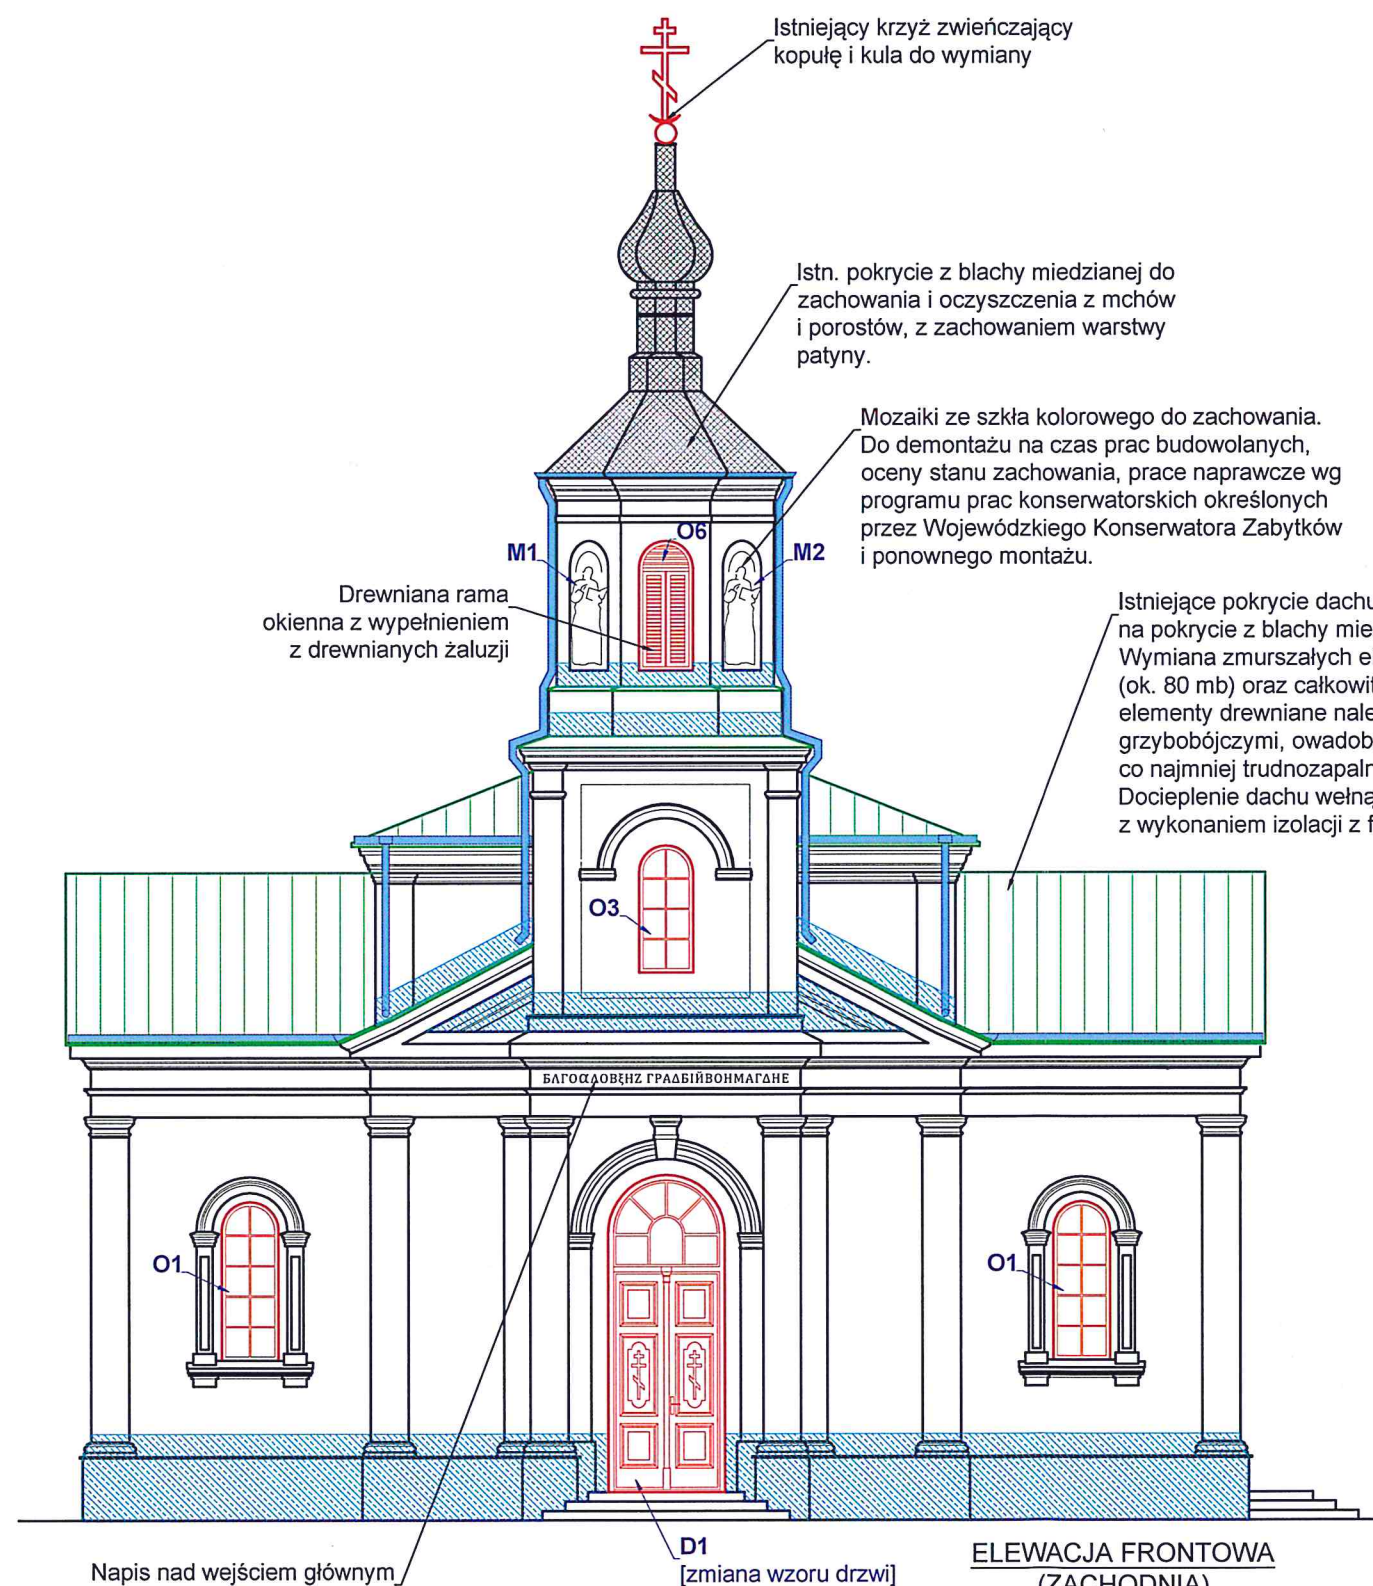 Istniejący krzyż zwieńczający
kopułę i kula do wymiany
Istn. pokrycie z blachy miedzianej do
zachowania i oczyszczenia z mchów
i porostów, z zachowaniem warstwy
patyny.
Mozaiki ze szkła kolorowego do zachowania.
Do demontażu na czas prac budowolanych,
oceny stanu zachowania, prace naprawcze wg
programu prac konserwatorskich określonych
przez Wojewódzkiego Konserwatora Zabytków
i ponownego montażu.
O6
M1
M2
Drewniana rama
okienna z wypełnieniem
z drewnianych żaluzji
Istniejące pokrycie dachu
na pokrycie z blachy mie
Wymiana zmurszałych e
(ok. 80 mb) oraz całkowi
elementy drewniane nale
grzybobójczymi, owadob
co najmniej trudnozapaln
Docieplenie dachu wełną
z wykonaniem izolacji z f
O3
ГРАДБІЙВОНМАГДНЕ
O1
O1
Napis nad wejściem głównym
D1
[zmiana wzoru drzwi]
ELEWACJA FRONTOWA
(ZACHODNIA)